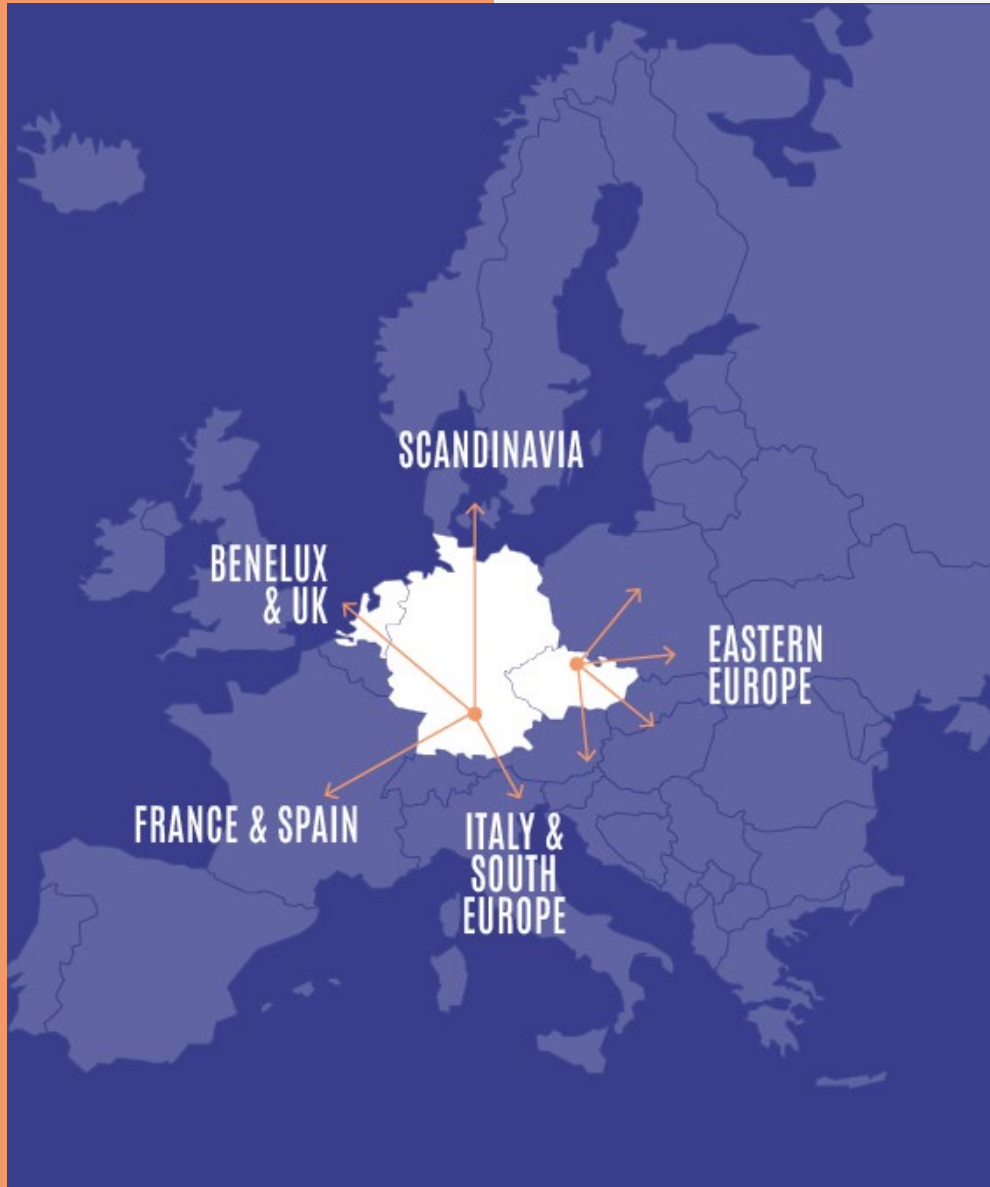 SCANDINAVIA
BENELUX
& UK
EASTERN
EUROPE
FRANCE & SPAIN
ITALY &
SOUTH
EUROPE